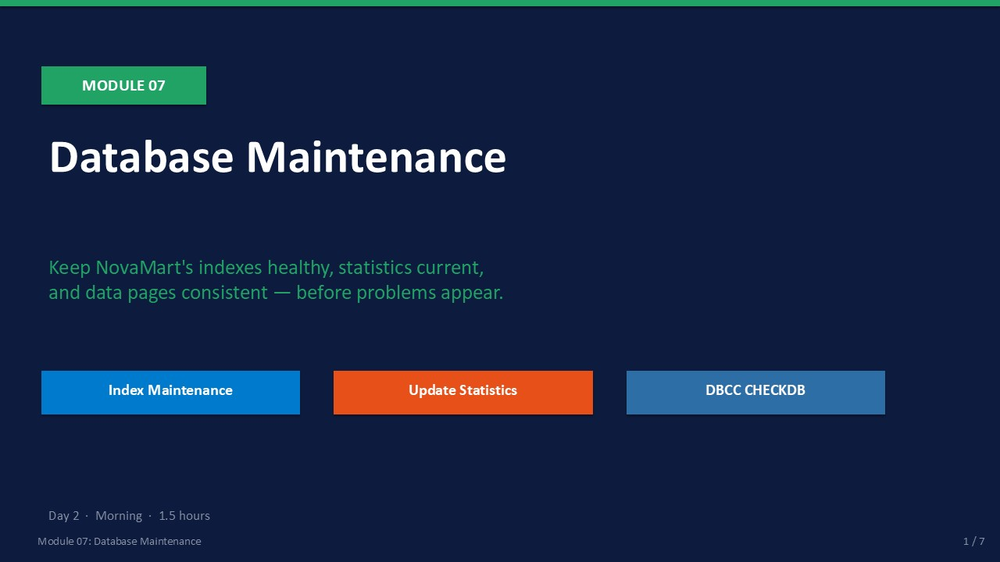 MODULE 07
Database Maintenance
Keep NovaMart's indexes healthy, statistics current,
and data pages consistent — before problems appear.
Index Maintenance
Update Statistics
DBCC CHECKDB
Day 2 · Morning · 1.5 hours
Module 07: Database Maintenance
1 / 7